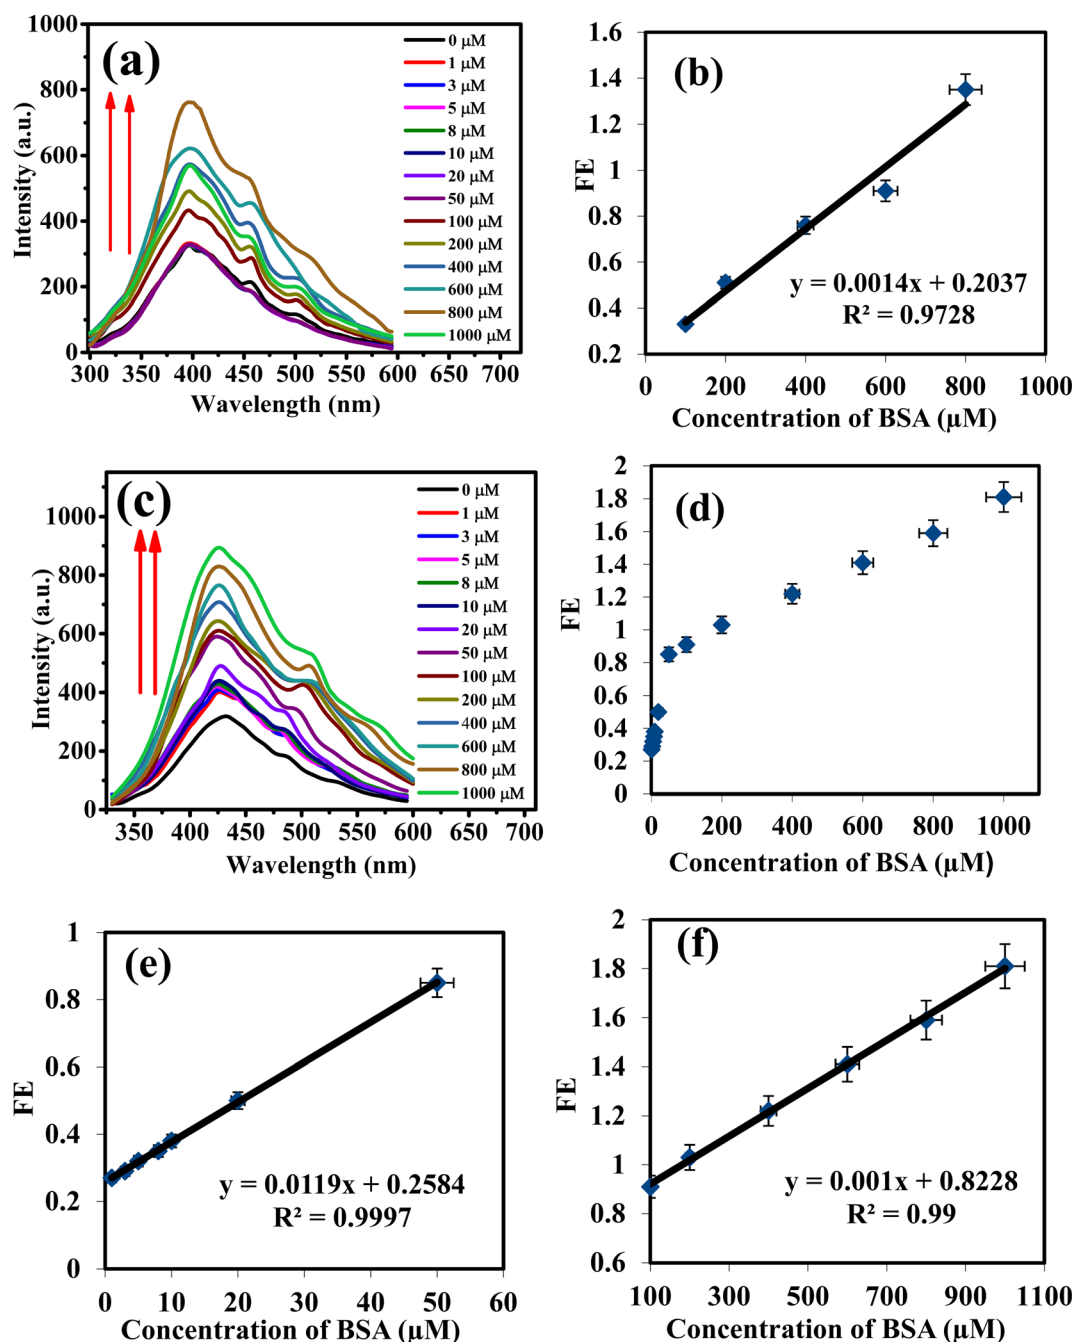 (a)
1000
800
600
400
200
0
300 350 400 450 500 550 600 650 700
Intensity (a.u.)
Wavelength (nm)
0 μM
1 μM
3 μM
5 μM
8 μM
10 μM
20 μM
50 μM
100 μM
200 μM
400 μM
600 μM
800 μM
1000 μM
(b)
1.6
1.4
1.2
1
0.8
0.6
0.4
0.2
0 200 400 600 800 1000
FE
y = 0.0014x + 0.2037
R² = 0.9728
Concentration of BSA (μM)
(c)
1000
800
600
400
200
0
350 400 450 500 550 600 650 700
Intensity (a.u.)
Wavelength (nm)
0 μM
1 μM
3 μM
5 μM
8 μM
10 μM
20 μM
50 μM
100 μM
200 μM
400 μM
600 μM
800 μM
1000 μM
(d)
2
1.8
1.6
1.4
1.2
1
0.8
0.6
0.4
0.2
0
0 200 400 600 800 1000
FE
Concentration of BSA (μM)
(e)
1
0.8
0.6
0.4
0.2
0
0 10 20 30 40 50 60
FE
y = 0.0119x + 0.2584
R² = 0.9997
Concentration of BSA (μM)
(f)
2
1.8
1.6
1.4
1.2
1
0.8
0.6
100 300 500 700 900 1100
FE
y = 0.001x + 0.8228
R² = 0.99
Concentration of BSA (μM)